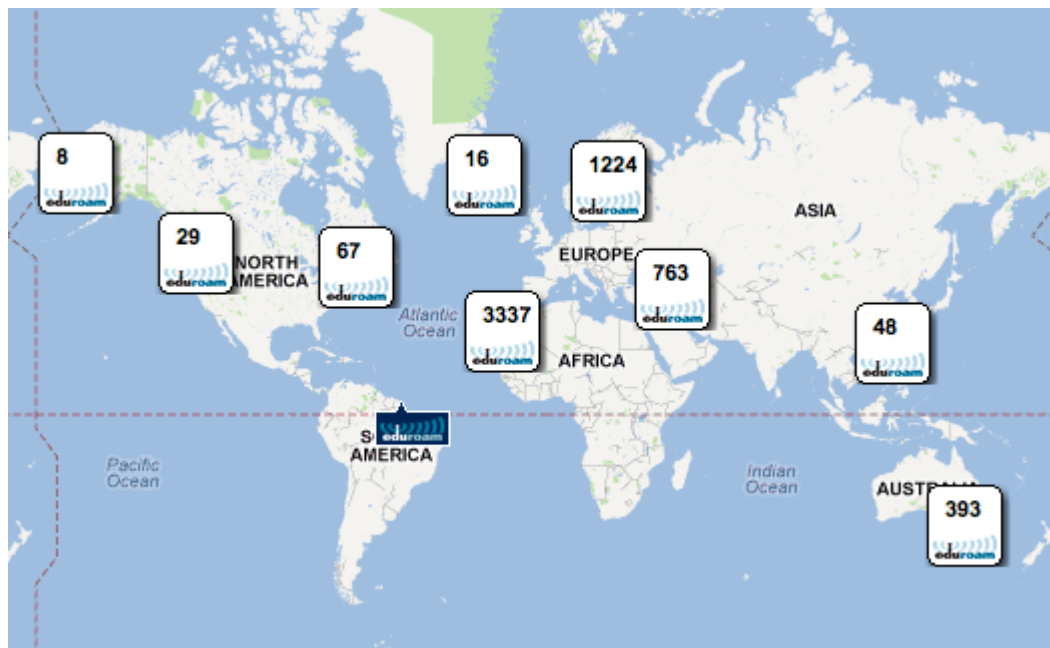 8
eduroam
16
eduroam
1224
eduroam
ASIA
29
eduroam
67
eduroam
NORTH
AMERICA
EUROPE
763
eduroam
3337
eduroam
Atlantic
Ocean
48
eduroam
AFRICA
eduroam
AMERICA
Pacific
Ocean
Indian
Ocean
393
eduroam